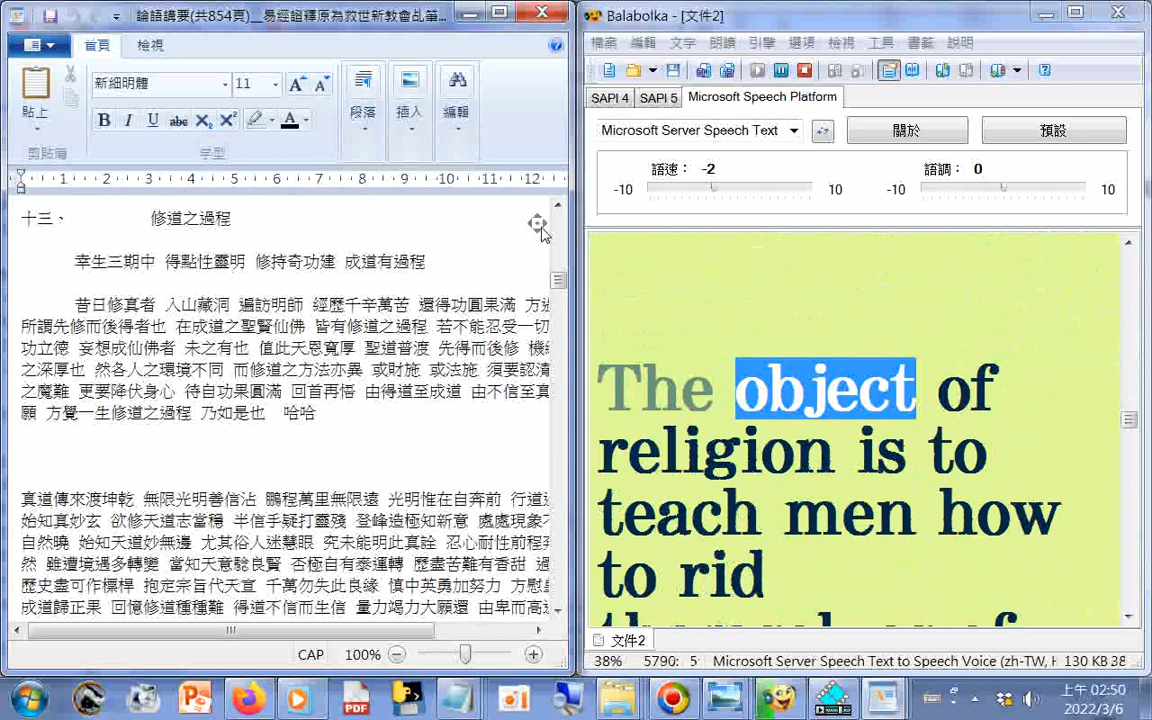 論語講要(共854頁)__易經證釋原為救世新教會乩筆...
首頁 檢視
貼上
剪貼簿
新細明體 11
B I U abc X₂ X² A
字型
段落
插入
編輯
1 2 3 4 5 6 7 8 9 10 11 12
十三、 修道之過程
幸生三期中 得點性靈明 修持奇功建 成道有過程
昔日修真者 入山藏洞 遍訪明師 經歷千辛萬苦 還得功圓果滿 方
所謂先修而後得者也 在成道之聖賢仙佛 皆有修道之過程 若不能忍受一切
功立德 妄想成仙佛者 未之有也 值此天恩寬厚 聖道普渡 先得而後修 機
之深厚也 然各人之環境不同 而修道之方法亦異 或財施 或法施 須要認清
之魔難 更要降伏身心 待自功果圓滿 回首再悟 由得道至成道 由不信至真
願 方覺一生修道之過程 乃如是也 哈哈
真道傳來渡坤乾 無限光明善信沾 鵬程萬里無限遠 光明惟在自奔前 行道
始知真妙玄 欲修天道志當穩 半信半疑打靈殘 登峰造極知新意 處處現象
自然曉 始知天道妙無邊 尤其俗人迷慧眼 究未能明此真詮 忍心耐性前程
然 雖遭境遇多轉變 當知天意驗良賢 否極自有泰運轉 歷盡苦難有香甜
歷史盡可作標桿 抱定宗旨代天宣 千萬勿失此良緣 慎中英勇加努力 方慰
成道歸正果 回憶修道種種難 得道不信而生信 量力竭力大願還 由卑而高
CAP 100%
Balabolka - [文件2]
檔案 編輯 文字 朗讀 引擎 選項 檢視 工具 書籤 說明
SAPI 4 SAPI 5 Microsoft Speech Platform
Microsoft Server Speech Text 關於 預設
語速： -2 語調： 0
-10 10 -10 10
The object of
religion is to
teach men how
to rid
文件2
38% 5790: 5 Microsoft Server Speech Text to Speech Voice (zh-TW, H 130 KB 38
上午 02:50
2022/3/6